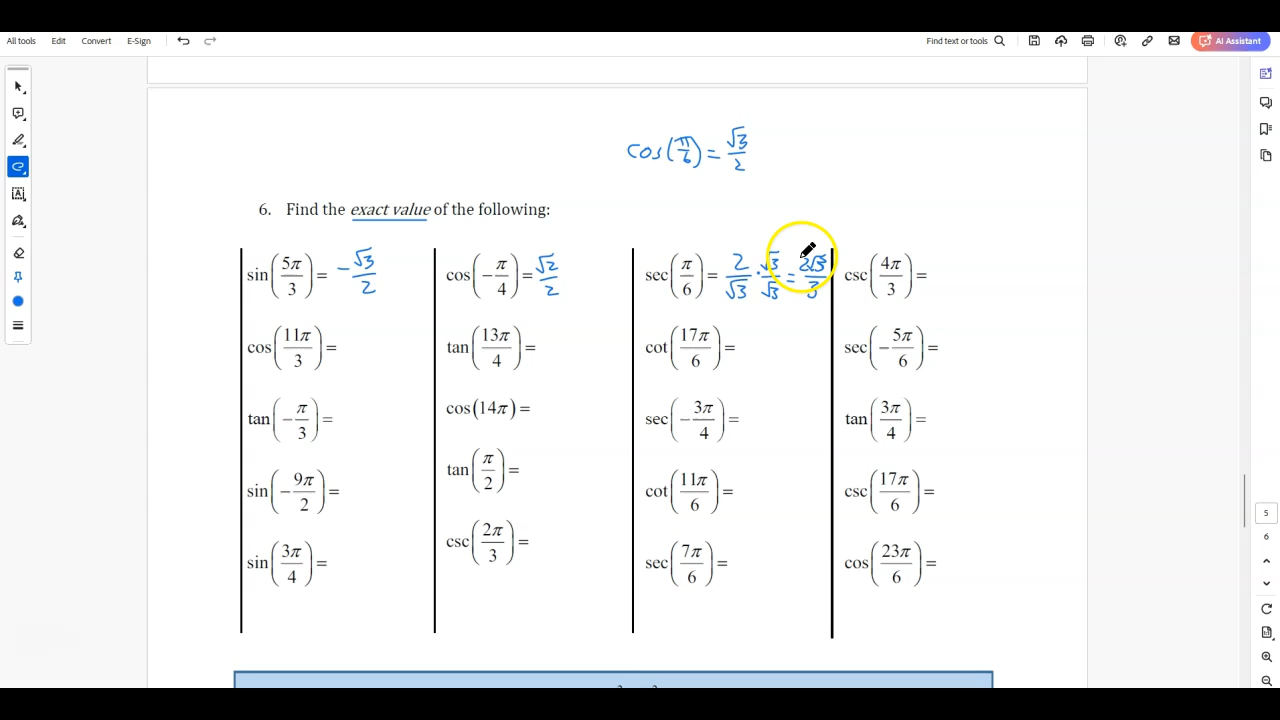 All tools Edit Convert E-Sign Find text or tools AI Assistant
cos(π/6) = √3/2
6. Find the exact value of the following:
sin(5π/3) = -√3/2
cos(11π/3) =
tan(-π/3) =
sin(-9π/2) =
sin(3π/4) =
cos(-π/4) = √2/2
tan(13π/4) =
cos(14π) =
tan(π/2) =
csc(2π/3) =
sec(π/6) = 2/√3 · √3/√3 = 2√3/3
cot(17π/6) =
sec(-3π/4) =
cot(11π/6) =
sec(7π/6) =
csc(4π/3) =
sec(-5π/6) =
tan(3π/4) =
csc(17π/6) =
cos(23π/6) =
5
6